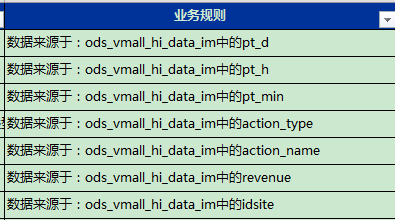 业务规则
数据来源于：ods_vmall_hi_data_im中的pt_d
数据来源于：ods_vmall_hi_data_im中的pt_h
数据来源于：ods_vmall_hi_data_im中的pt_min
数据来源于：ods_vmall_hi_data_im中的action_type
数据来源于：ods_vmall_hi_data_im中的action_name
数据来源于：ods_vmall_hi_data_im中的revenue
数据来源于：ods_vmall_hi_data_im中的idsite